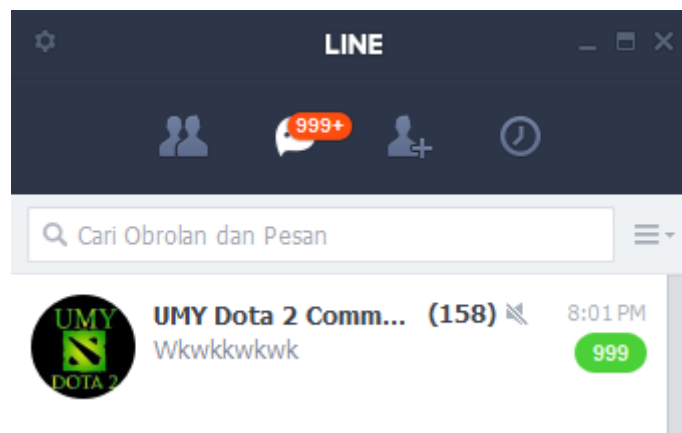 LINE
999+
Cari Obrolan dan Pesan
UMY Dota 2 Comm... (158) 8:01 PM
Wkwkkwkwk 999
UMY
DOTA 2